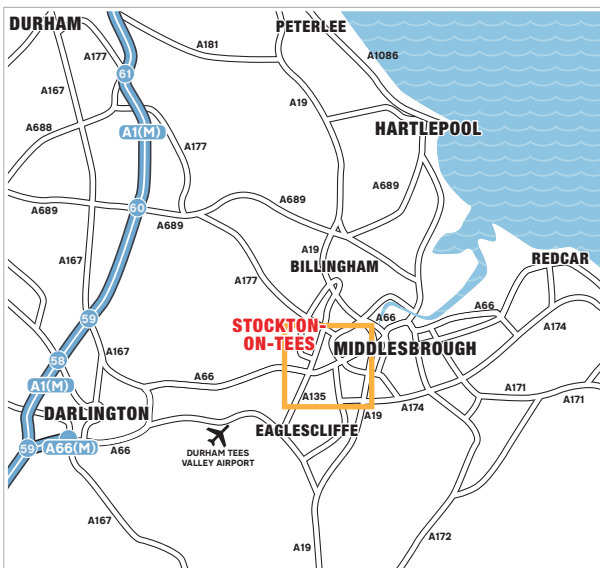 DURHAM
PETERLEE
A177
A181
A1086
61
A167
A19
A688
A1(M)
HARTLEPOOL
A177
A689
A689
60
A689
A689
A19
A167
BILLINGHAM
REDCAR
A177
A66
A66
59
STOCKTON-
ON-TEES
A174
MIDDLESBROUGH
58
A167
A66
A1(M)
A171
A171
A135
A174
DARLINGTON
A19
EAGLESCLIFFE
59
A66(M)
A66
DURHAM TEES
VALLEY AIRPORT
A167
A172
A19